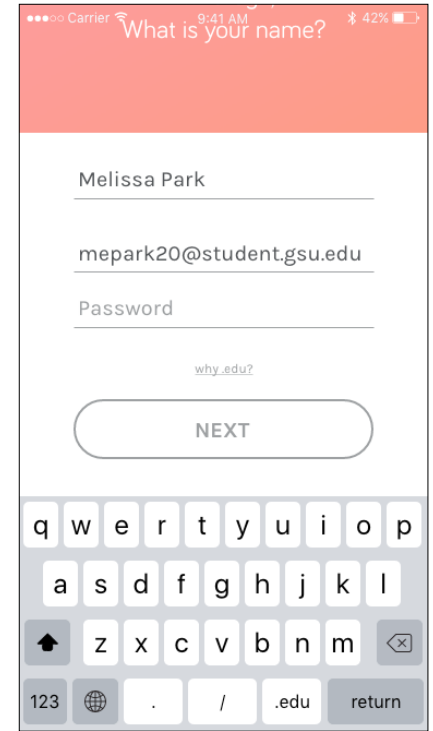 Carrier 9:41 AM 42%
What is your name?
Melissa Park
mepark20@student.gsu.edu
Password
why .edu?
NEXT
q w e r t y u i o p
a s d f g h j k l
z x c v b n m
123 . / .edu return